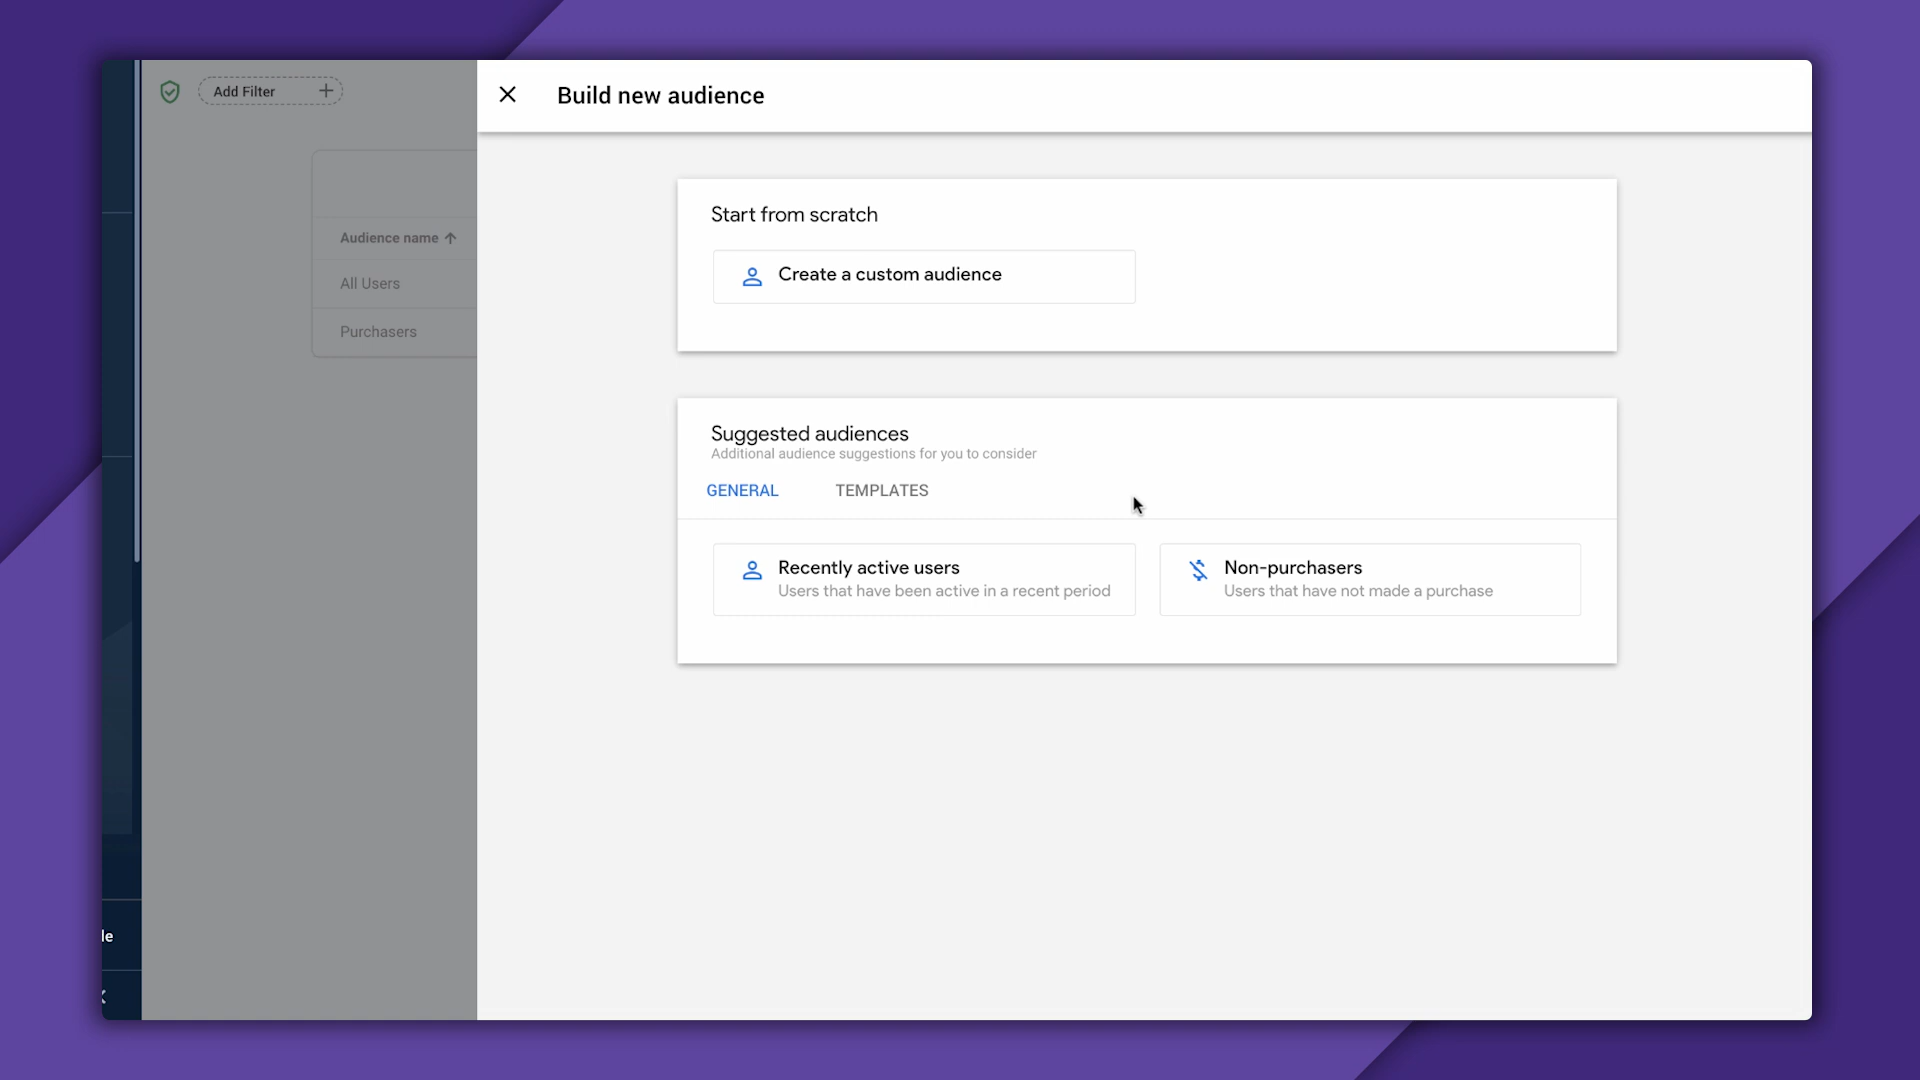 Add Filter
Build new audience
Start from scratch
Audience name
Create a custom audience
All Users
Purchasers
Suggested audiences
Additional audience suggestions for you to consider
GENERAL
TEMPLATES
Recently active users
Users that have been active in a recent period
Non-purchasers
Users that have not made a purchase
le